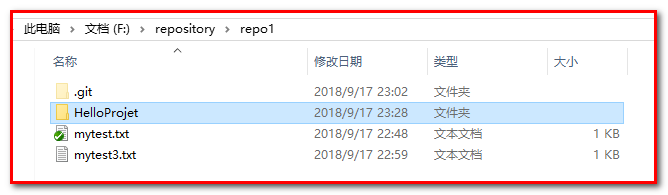 此电脑 > 文档 (F:) > repository > repo1
名称 修改日期 类型 大小
.git 2018/9/17 23:02 文件夹
HelloProjet 2018/9/17 23:28 文件夹
mytest.txt 2018/9/17 22:48 文本文档 1 KB
mytest3.txt 2018/9/17 22:59 文本文档 1 KB